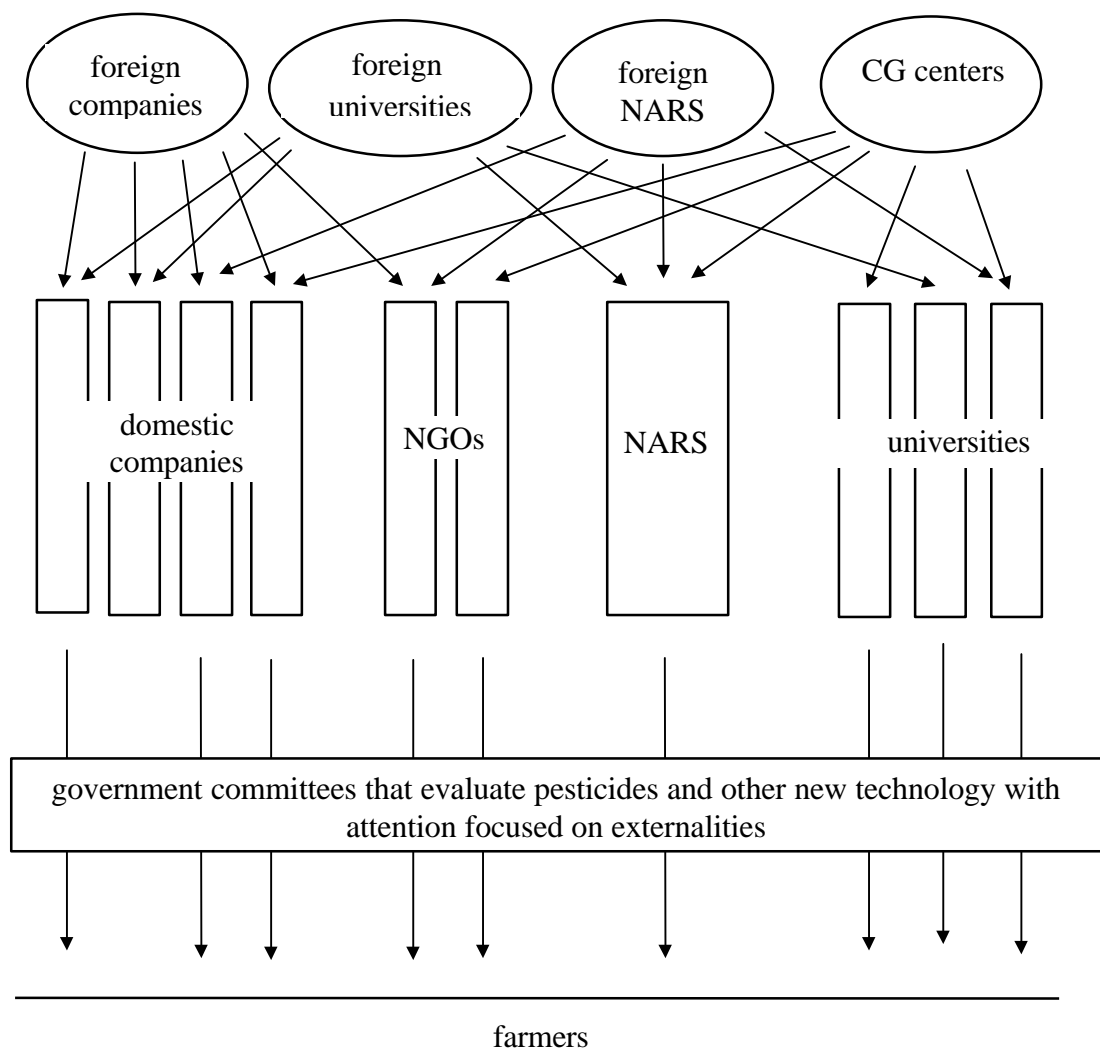 foreign
companies
foreign
universities
foreign
NARS
CG centers
domestic
companies
NGOs
NARS
universities
government committees that evaluate pesticides and other new technology with
attention focused on externalities
farmers